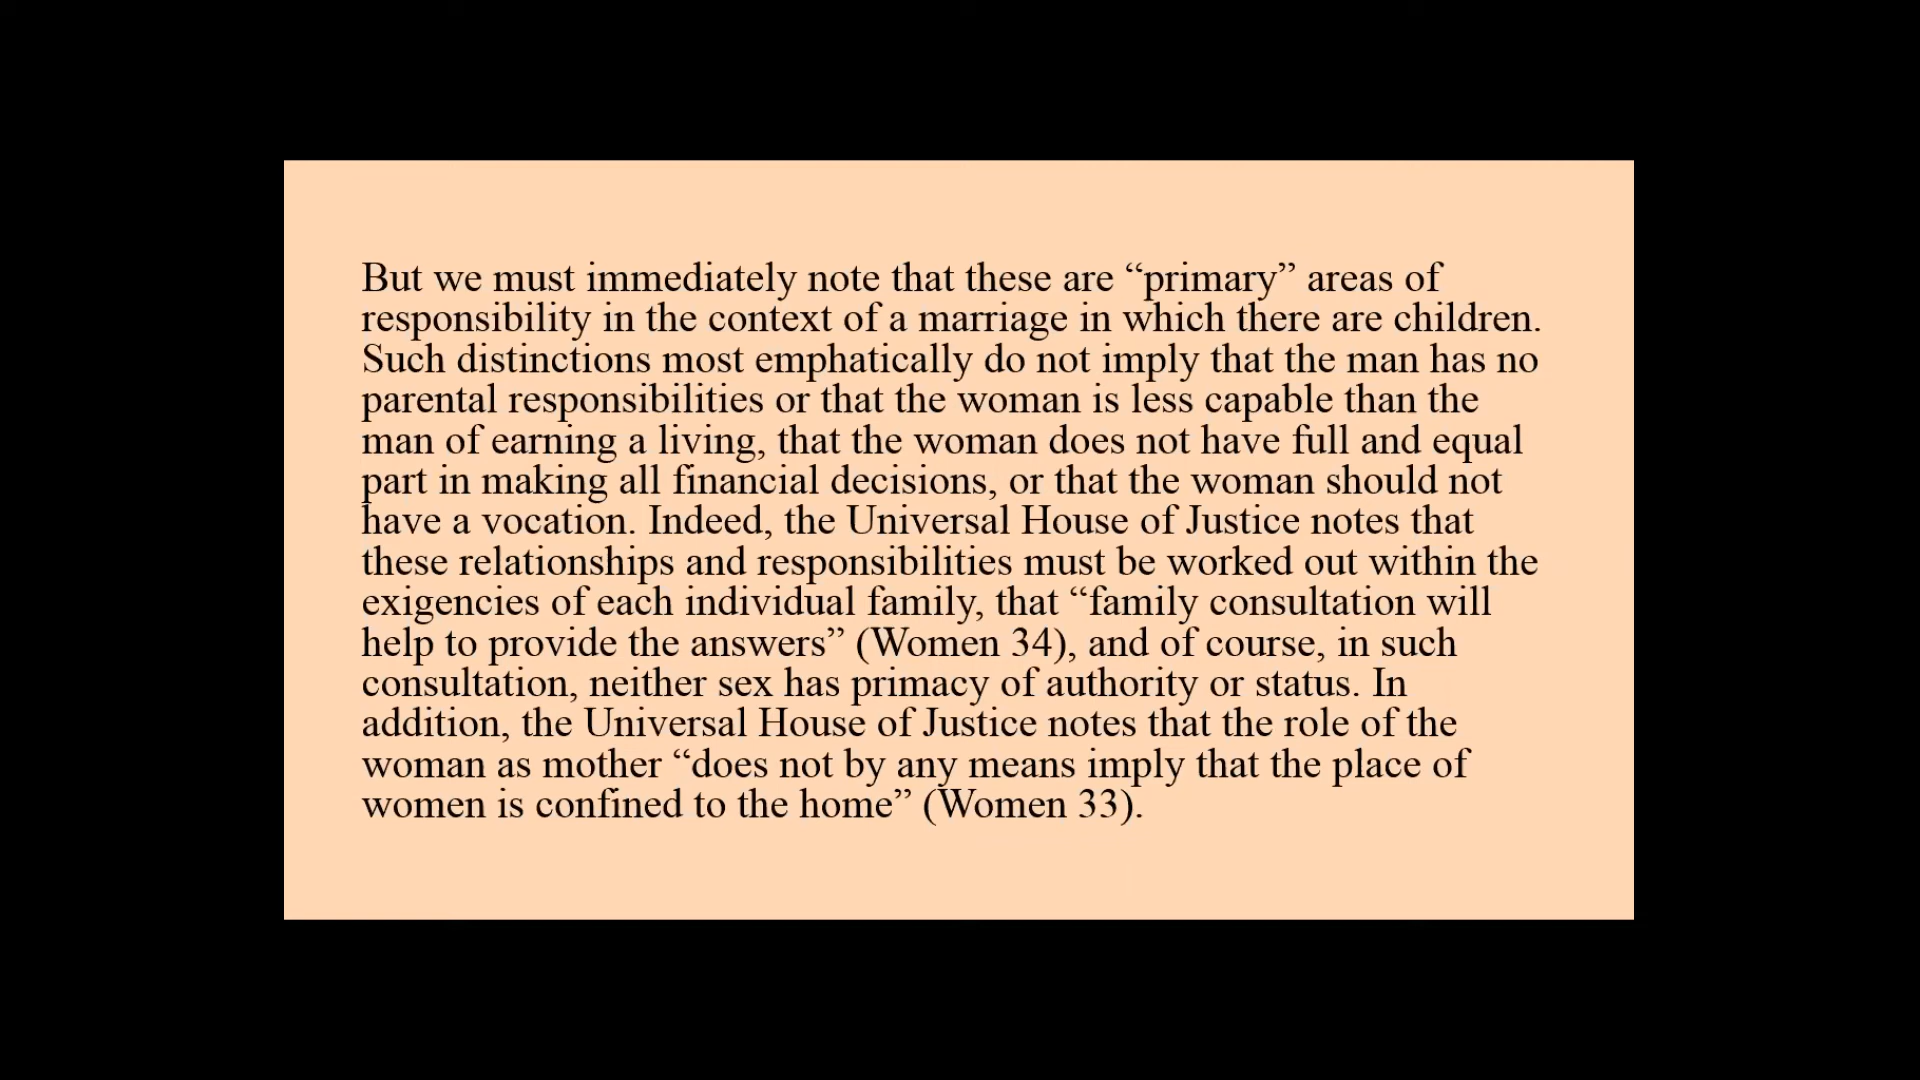 But we must immediately note that these are “primary” areas of
responsibility in the context of a marriage in which there are children.
Such distinctions most emphatically do not imply that the man has no
parental responsibilities or that the woman is less capable than the
man of earning a living, that the woman does not have full and equal
part in making all financial decisions, or that the woman should not
have a vocation. Indeed, the Universal House of Justice notes that
these relationships and responsibilities must be worked out within the
exigencies of each individual family, that “family consultation will
help to provide the answers” (Women 34), and of course, in such
consultation, neither sex has primacy of authority or status. In
addition, the Universal House of Justice notes that the role of the
woman as mother “does not by any means imply that the place of
women is confined to the home” (Women 33).